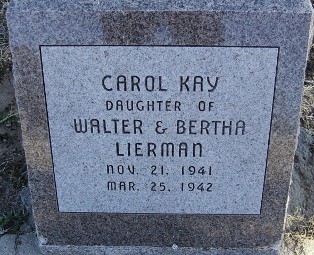 CAROL KAY
DAUGHTER OF
WALTER & BERTHA
LIERMAN
NOV. 21, 1941
MAR. 25, 1942